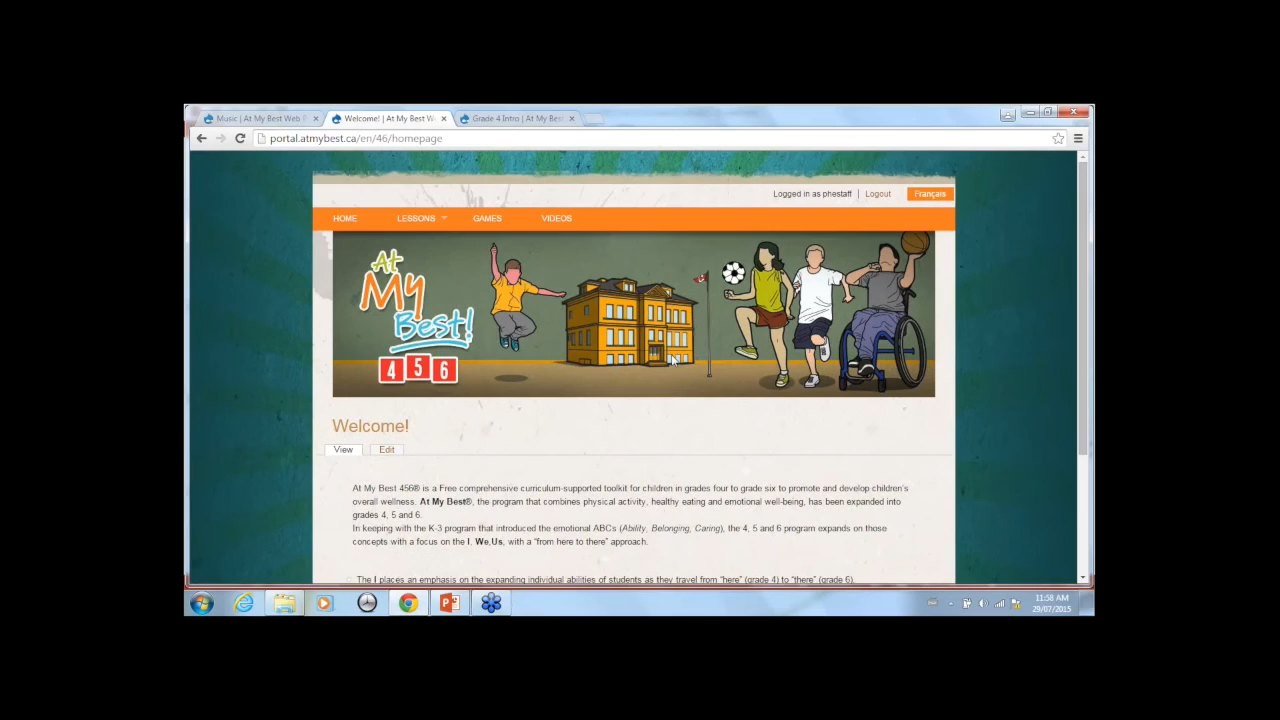 Music | At My Best Web P
Welcome! | At My Best W
Grade 4 Intro | At My Bes
portal.atmybest.ca/en/46/homepage
Logged in as phestaff | Logout Français
HOME LESSONS GAMES VIDEOS
At
My
Best!
4 5 6
Welcome!
View Edit
At My Best 456® is a Free comprehensive curriculum-supported toolkit for children in grades four to grade six to promote and develop children's
overall wellness. At My Best®, the program that combines physical activity, healthy eating and emotional well-being, has been expanded into
grades 4, 5 and 6.
In keeping with the K-3 program that introduced the emotional ABCs (Ability, Belonging, Caring), the 4, 5 and 6 program expands on those
concepts with a focus on the I, We,Us, with a “from here to there” approach.
The I places an emphasis on the expanding individual abilities of students as they travel from “here” (grade 4) to “there” (grade 6).
11:58 AM
29/07/2015